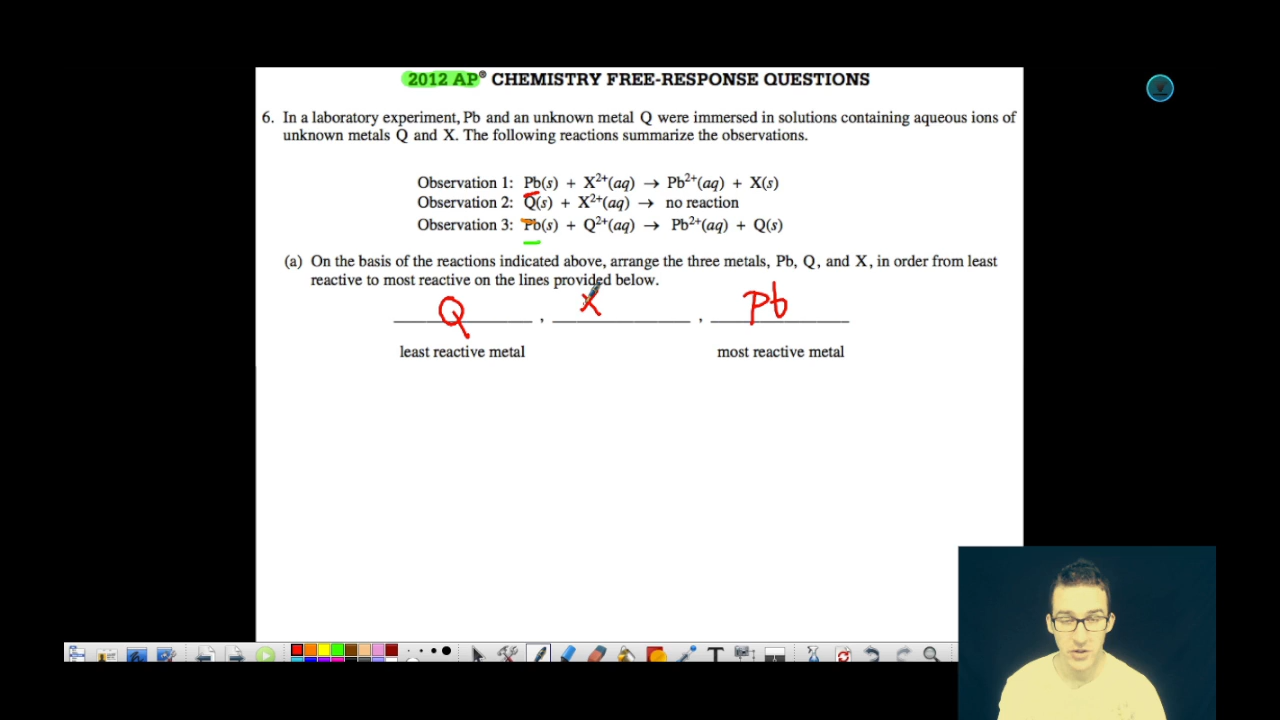 2012 AP® CHEMISTRY FREE-RESPONSE QUESTIONS
6. In a laboratory experiment, Pb and an unknown metal Q were immersed in solutions containing aqueous ions of
unknown metals Q and X. The following reactions summarize the observations.
Observation 1: Pb(s) + X²⁺(aq) → Pb²⁺(aq) + X(s)
Observation 2: Q(s) + X²⁺(aq) → no reaction
Observation 3: Pb(s) + Q²⁺(aq) → Pb²⁺(aq) + Q(s)
(a) On the basis of the reactions indicated above, arrange the three metals, Pb, Q, and X, in order from least
reactive to most reactive on the lines provided below.
Q , X , Pb
least reactive metal most reactive metal